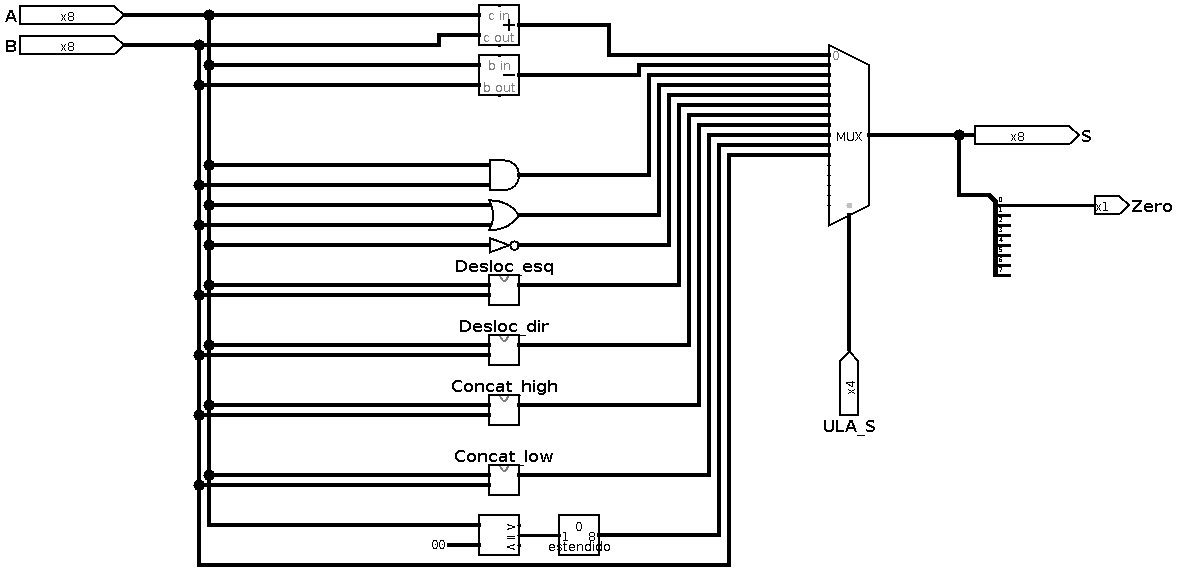 A x8
B x8
c in
+
c out
b in
−
b out
0
MUX
x8 S
x1 Zero
0
1
2
3
4
5
6
7
Desloc_esq
Desloc_dir
Concat_high
x4
ULA_S
Concat_low
>
=
<
00
0
1 8
estendido